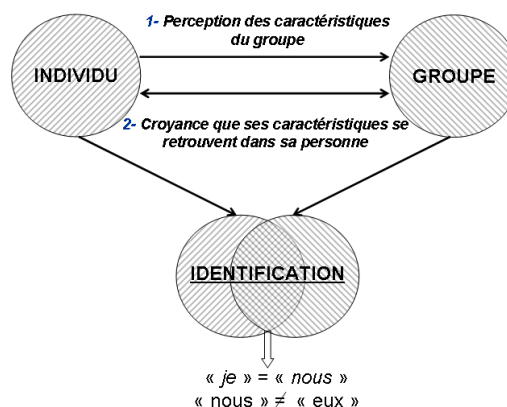 1- Perception des caractéristiques
du groupe
INDIVIDU
GROUPE
2- Croyance que ses caractéristiques se
retrouvent dans sa personne
IDENTIFICATION
« je » = « nous »
« nous » ≠ « eux »